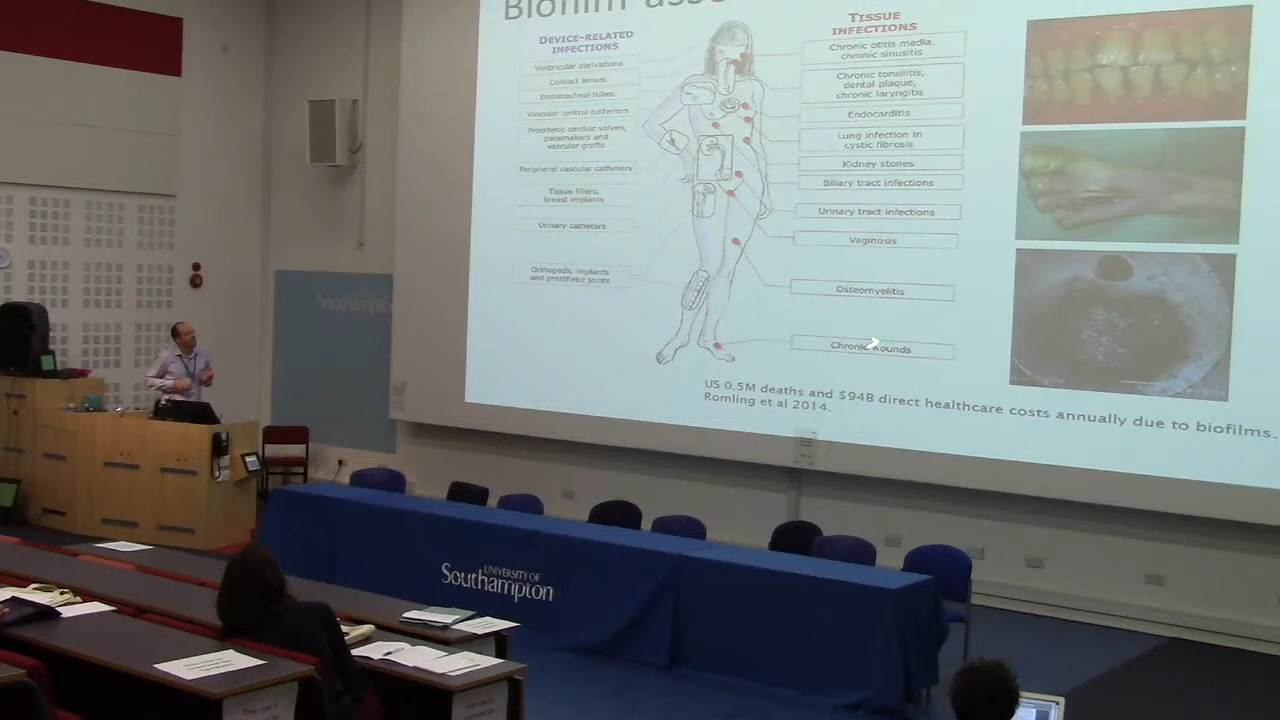 Biofilm asso
DEVICE-RELATED
INFECTIONS
Ventricular derivations
Contact lenses
Endotracheal tubes
Vascular central catheters
Prosthetic cardiac valves,
pacemakers and
vascular grafts
Peripheral vascular catheters
Tissue fillers,
breast implants
Urinary catheters
Orthopedic implants
and prosthetic joints
TISSUE
INFECTIONS
Chronic otitis media,
chronic sinusitis
Chronic tonsilitis,
dental plaque,
chronic laryngitis
Endocarditis
Lung infection in
cystic fibrosis
Kidney stones
Biliary tract infections
Urinary tract infections
Vaginosis
Osteomyelitis
Chronic wounds
US 0.5M deaths and $94B direct healthcare costs annually due to biofilms.
Romling et al 2014.
Southampton
UNIVERSITY OF
Southampton
This row is